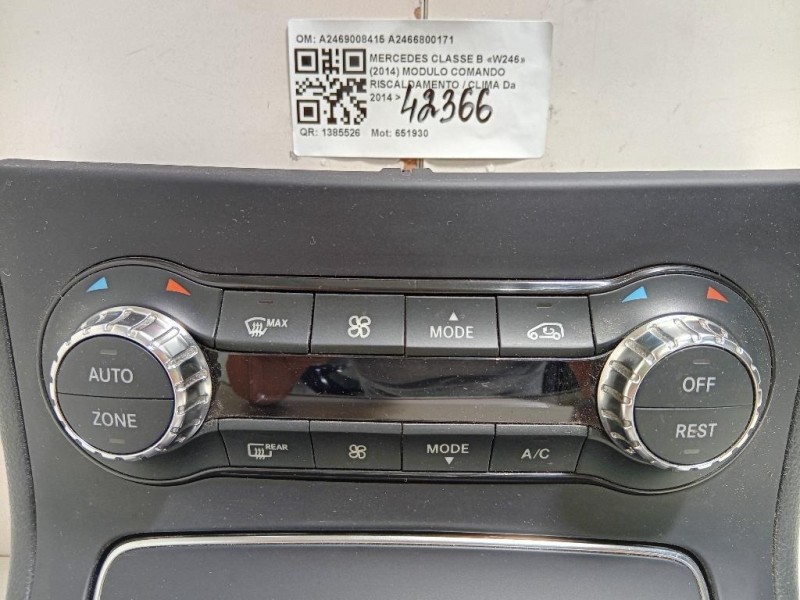 OM: A2469008415 A2466800171
MERCEDES CLASSE B «W246»
(2014) MODULO COMANDO
RISCALDAMENTO / CLIMA Da
2014 >
42366
QR: 1385526 Mot: 651930
MAX
MODE
AUTO
ZONE
OFF
REST
REAR
MODE
A/C